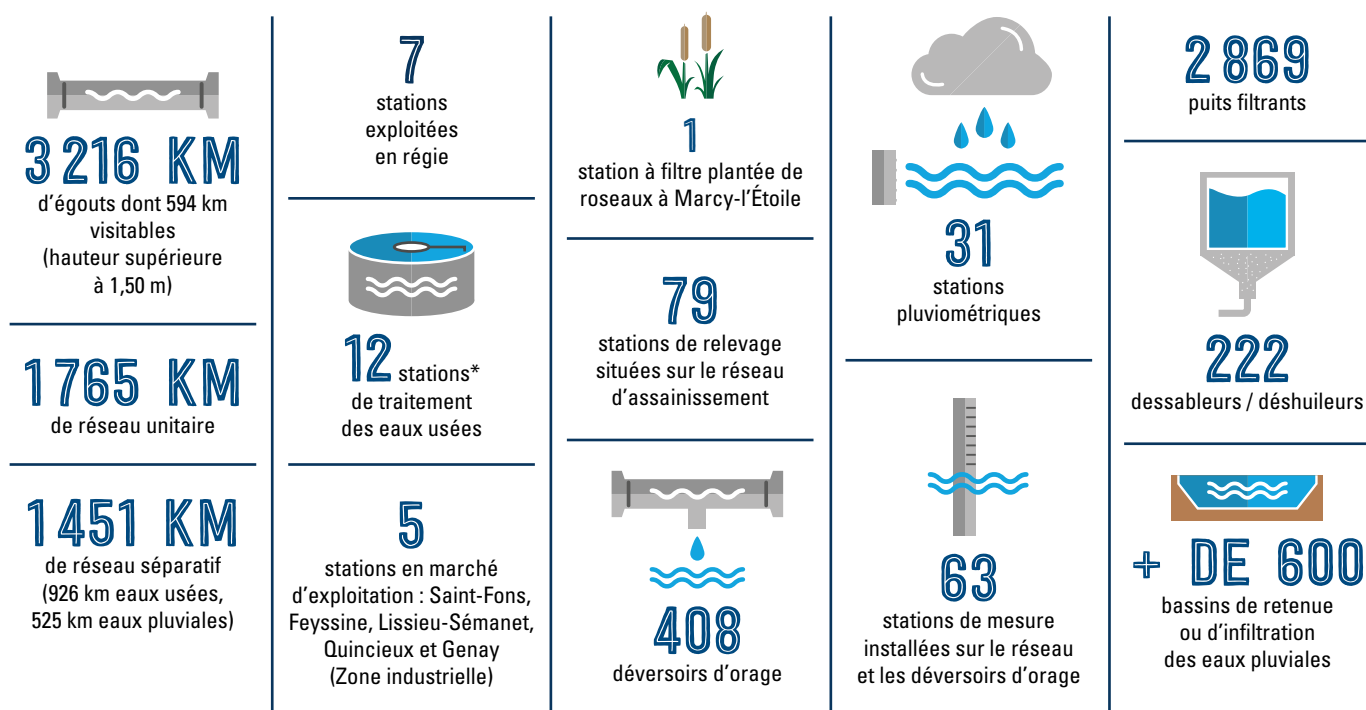 3 216 KM
d'égouts dont 594 km
visitables
(hauteur supérieure
à 1,50 m)
1 765 KM
de réseau unitaire
1 451 KM
de réseau séparatif
(926 km eaux usées,
525 km eaux pluviales)
7
stations
exploitées
en régie
12 stations*
de traitement
des eaux usées
5
stations en marché
d'exploitation : Saint-Fons,
Feyssine, Lissieu-Sémanet,
Quincieux et Genay
(Zone industrielle)
1
station à filtre plantée de
roseaux à Marcy-l'Étoile
79
stations de relevage
situées sur le réseau
d'assainissement
408
déversoirs d'orage
31
stations
pluviométriques
63
stations de mesure
installées sur le réseau
et les déversoirs d'orage
2 869
puits filtrants
222
dessableurs / déshuileurs
+ DE 600
bassins de retenue
ou d'infiltration
des eaux pluviales